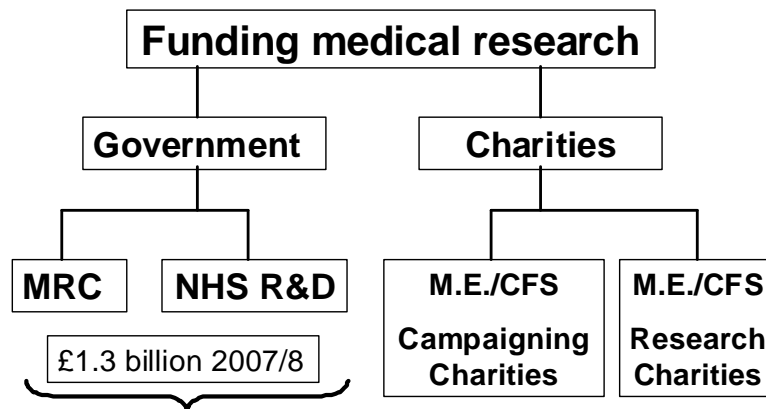 Funding medical research
Government
Charities
MRC
NHS R&D
£1.3 billion 2007/8
M.E./CFS
Campaigning
Charities
M.E./CFS
Research
Charities